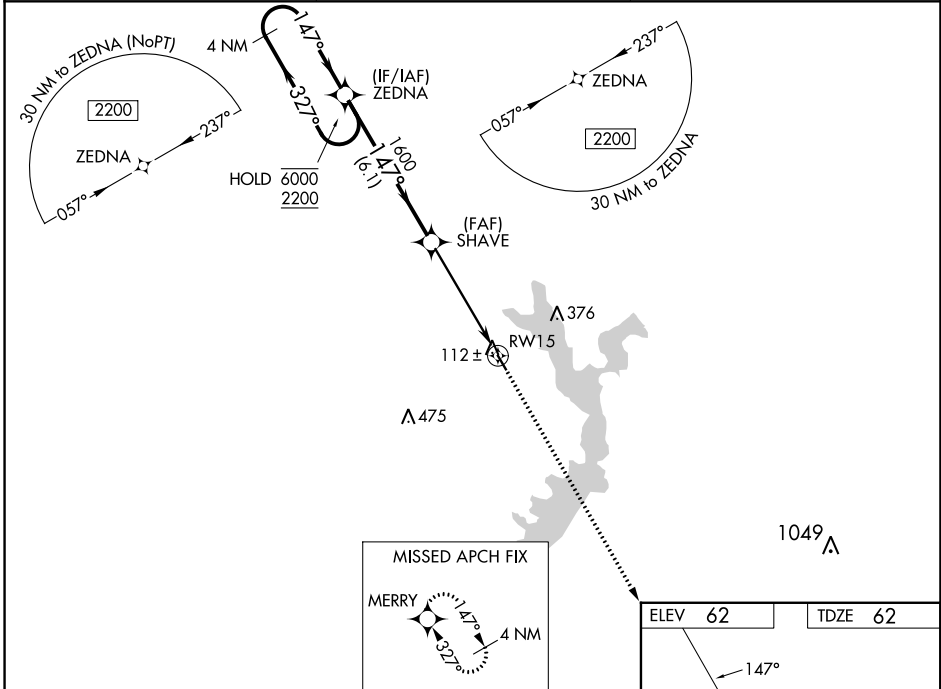 30 NM to ZEDNA (NoPT)
2200
237°
ZEDNA
057°
4 NM
147°
327°
(IF/IAF)
ZEDNA
HOLD 6000
2200
1600
147°
(6.1)
237°
ZEDNA
057°
2200
30 NM to ZEDNA
(FAF)
SHAVE
376
RW15
112 ±
475
1049
MISSED APCH FIX
MERRY
147°
4 NM
327°
ELEV 62
TDZE 62
147°